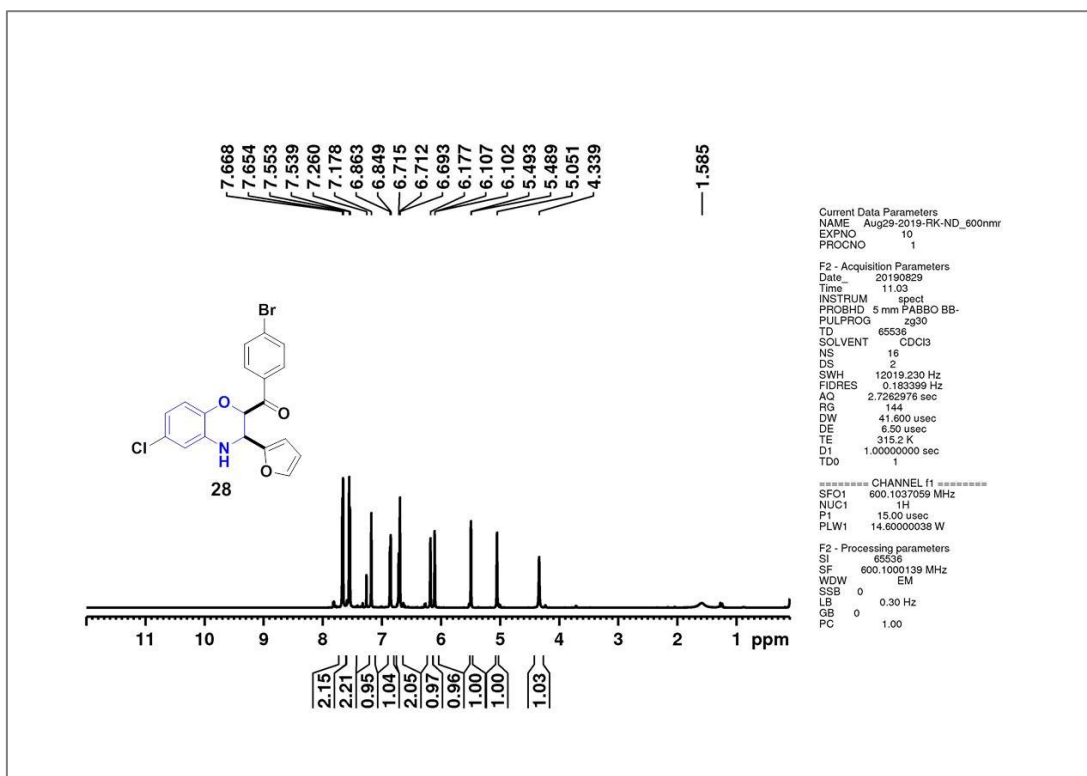 7.668
7.654
7.553
7.539
7.260
7.178
6.863
6.849
6.715
6.712
6.693
6.177
6.107
6.102
5.493
5.489
5.051
4.339
1.585
Current Data Parameters
NAME Aug29-2019-RK-ND_600nmr
EXPNO 10
PROCNO 1
F2 - Acquisition Parameters
Date_ 20190829
Time 11.03
INSTRUM spect
PROBHD 5 mm PABBO BB-
PULPROG zg30
TD 65536
SOLVENT CDCl3
NS 16
DS 2
SWH 12019.230 Hz
FIDRES 0.183399 Hz
AQ 2.7262976 sec
RG 144
DW 41.600 usec
DE 6.50 usec
TE 315.2 K
D1 1.00000000 sec
TD0 1
======== CHANNEL f1 ========
SFO1 600.1037059 MHz
NUC1 1H
P1 15.00 usec
PLW1 14.60000038 W
F2 - Processing parameters
SI 65536
SF 600.1000139 MHz
WDW EM
SSB 0
LB 0.30 Hz
GB 0
PC 1.00
Br
O
O
Cl
N
H
O
28
11 10 9 8 7 6 5 4 3 2 1 ppm
2.15
2.21
0.95
1.04
2.05
0.97
0.96
1.00
1.00
1.03